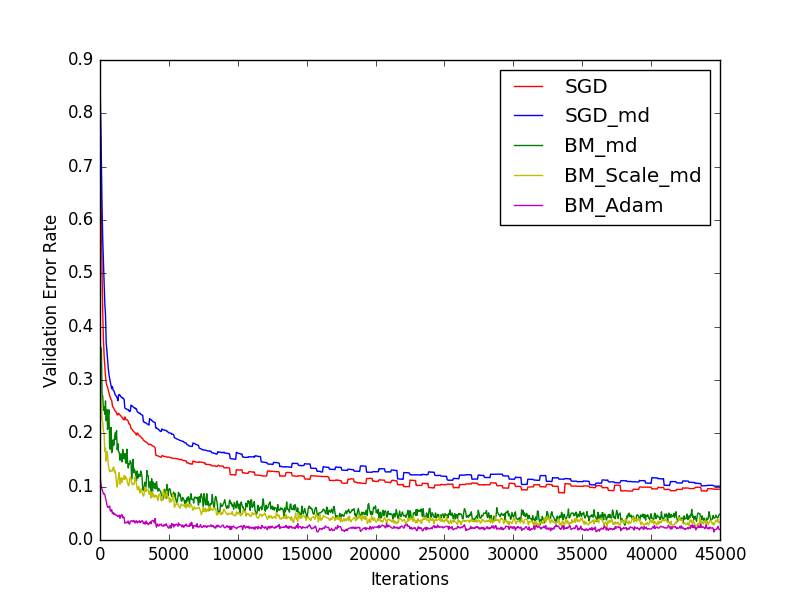 0.9
0.8
0.7
0.6
0.5
0.4
0.3
0.2
0.1
0.0
Validation Error Rate
SGD
SGD_md
BM_md
BM_Scale_md
BM_Adam
0 5000 10000 15000 20000 25000 30000 35000 40000 45000
Iterations